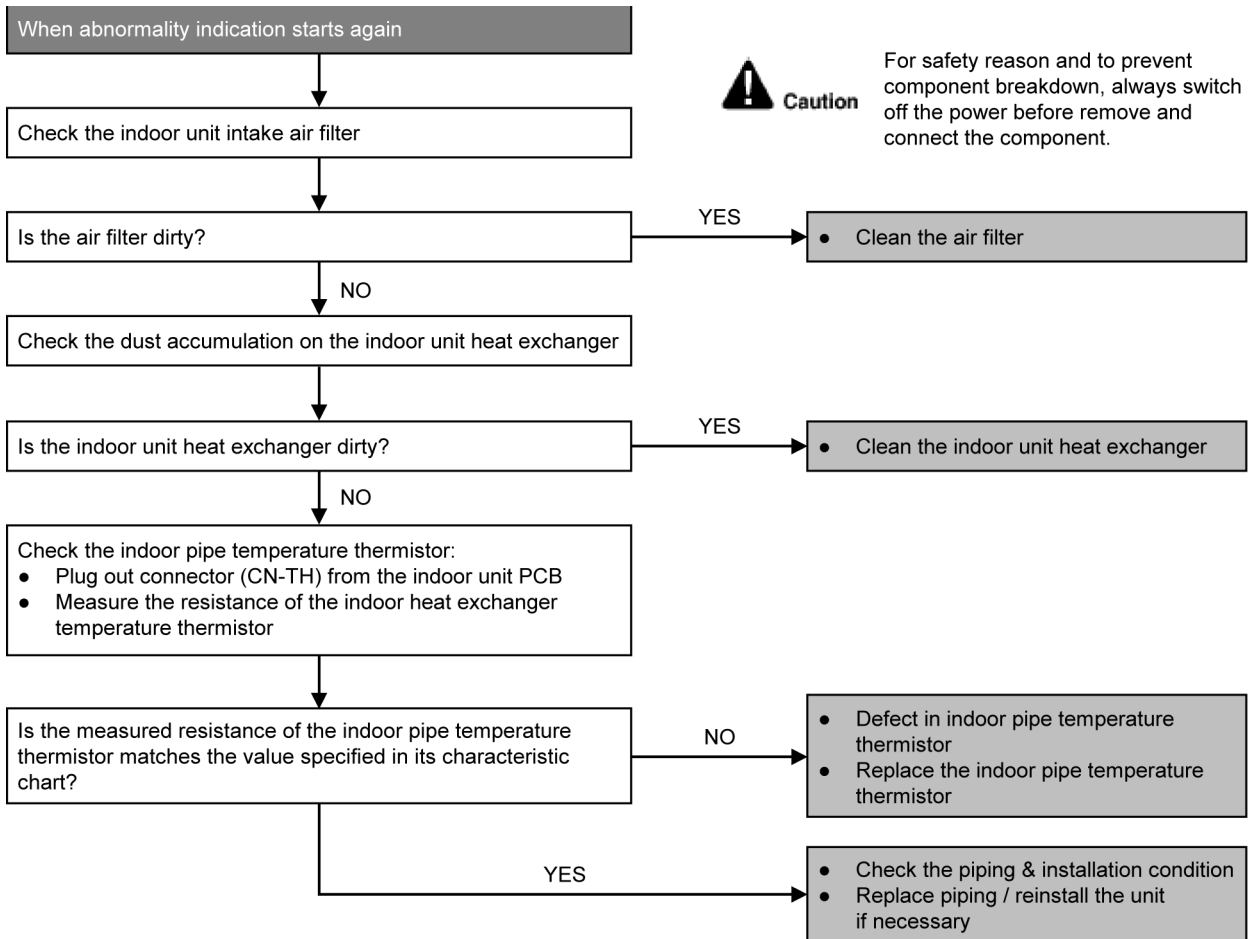 When abnormality indication starts again
Caution
For safety reason and to prevent
component breakdown, always switch
off the power before remove and
connect the component.
Check the indoor unit intake air filter
Is the air filter dirty?
YES
● Clean the air filter
NO
Check the dust accumulation on the indoor unit heat exchanger
Is the indoor unit heat exchanger dirty?
YES
● Clean the indoor unit heat exchanger
NO
Check the indoor pipe temperature thermistor:
● Plug out connector (CN-TH) from the indoor unit PCB
● Measure the resistance of the indoor heat exchanger
temperature thermistor
Is the measured resistance of the indoor pipe temperature
thermistor matches the value specified in its characteristic
chart?
NO
● Defect in indoor pipe temperature
thermistor
● Replace the indoor pipe temperature
thermistor
YES
● Check the piping & installation condition
● Replace piping / reinstall the unit
if necessary